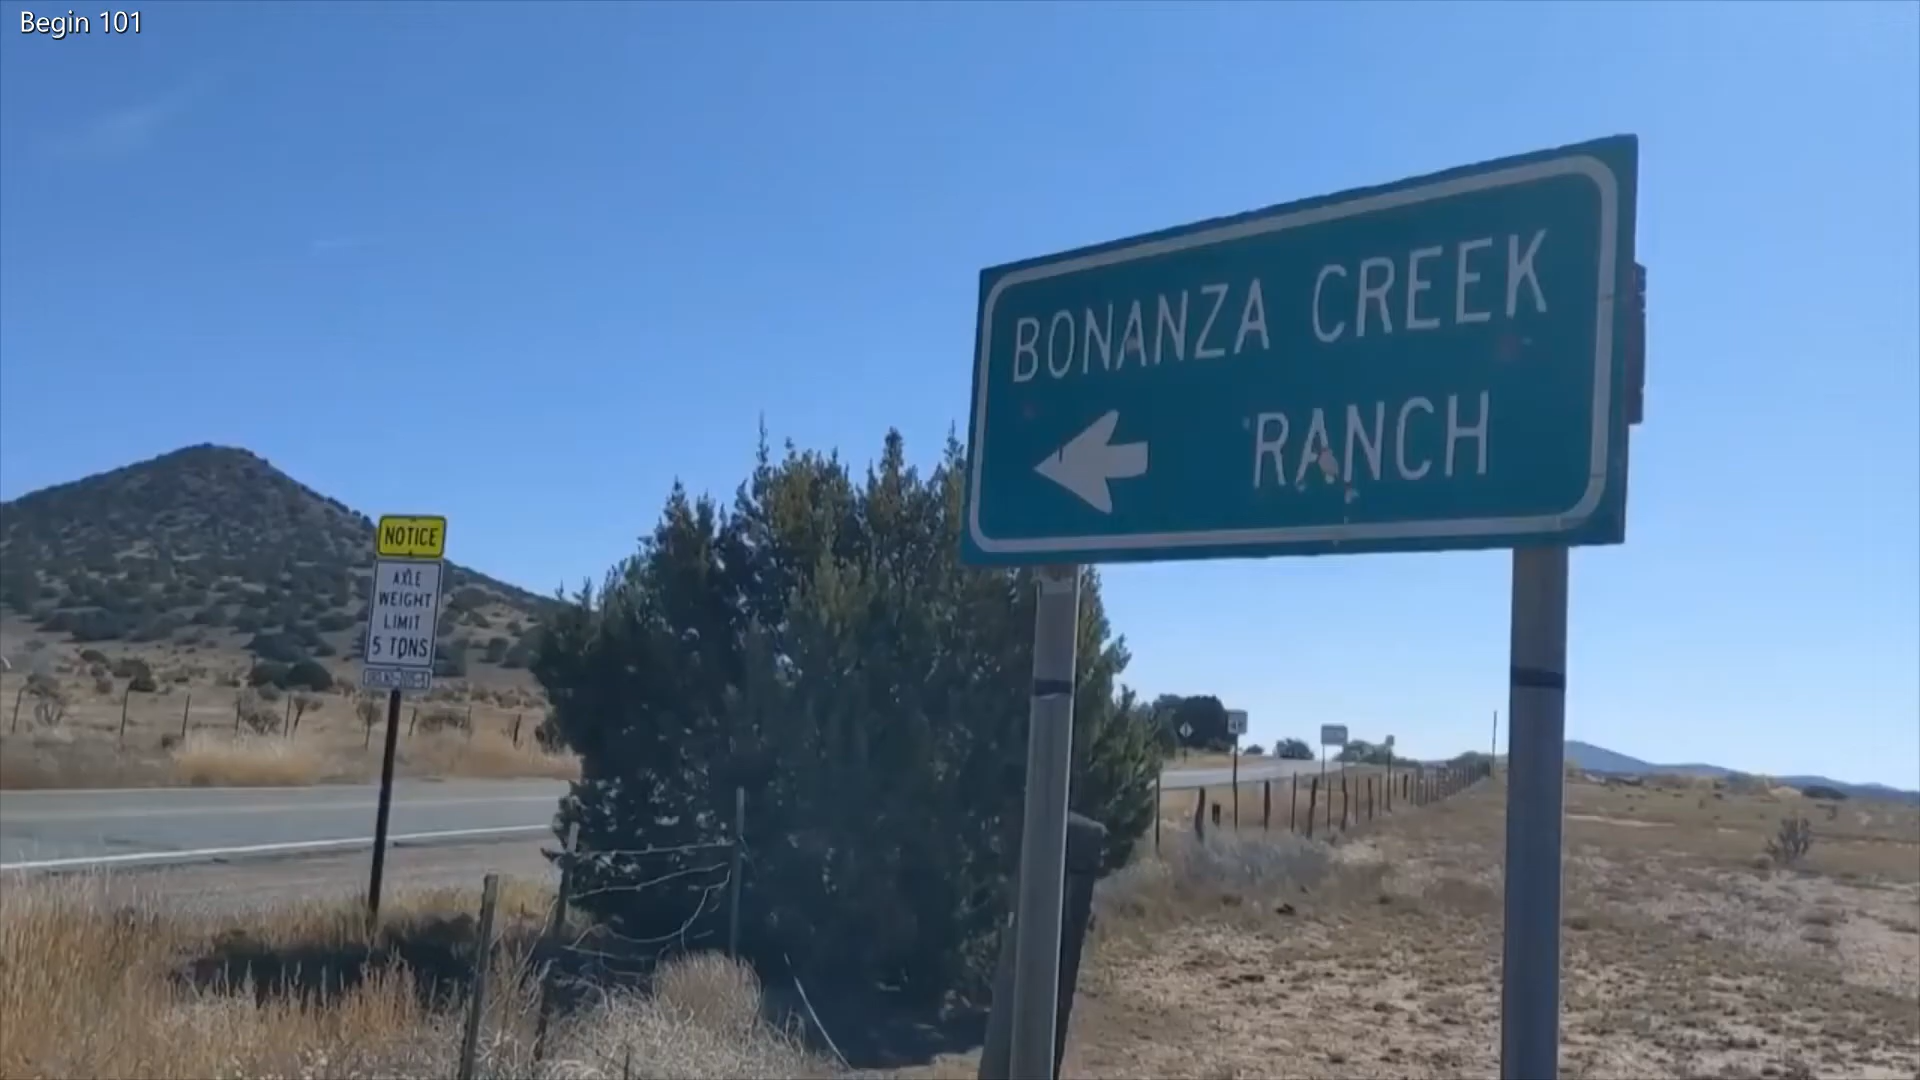 Begin 101
BONANZA CREEK
RANCH
NOTICE
AXLE
WEIGHT
LIMIT
5 TONS